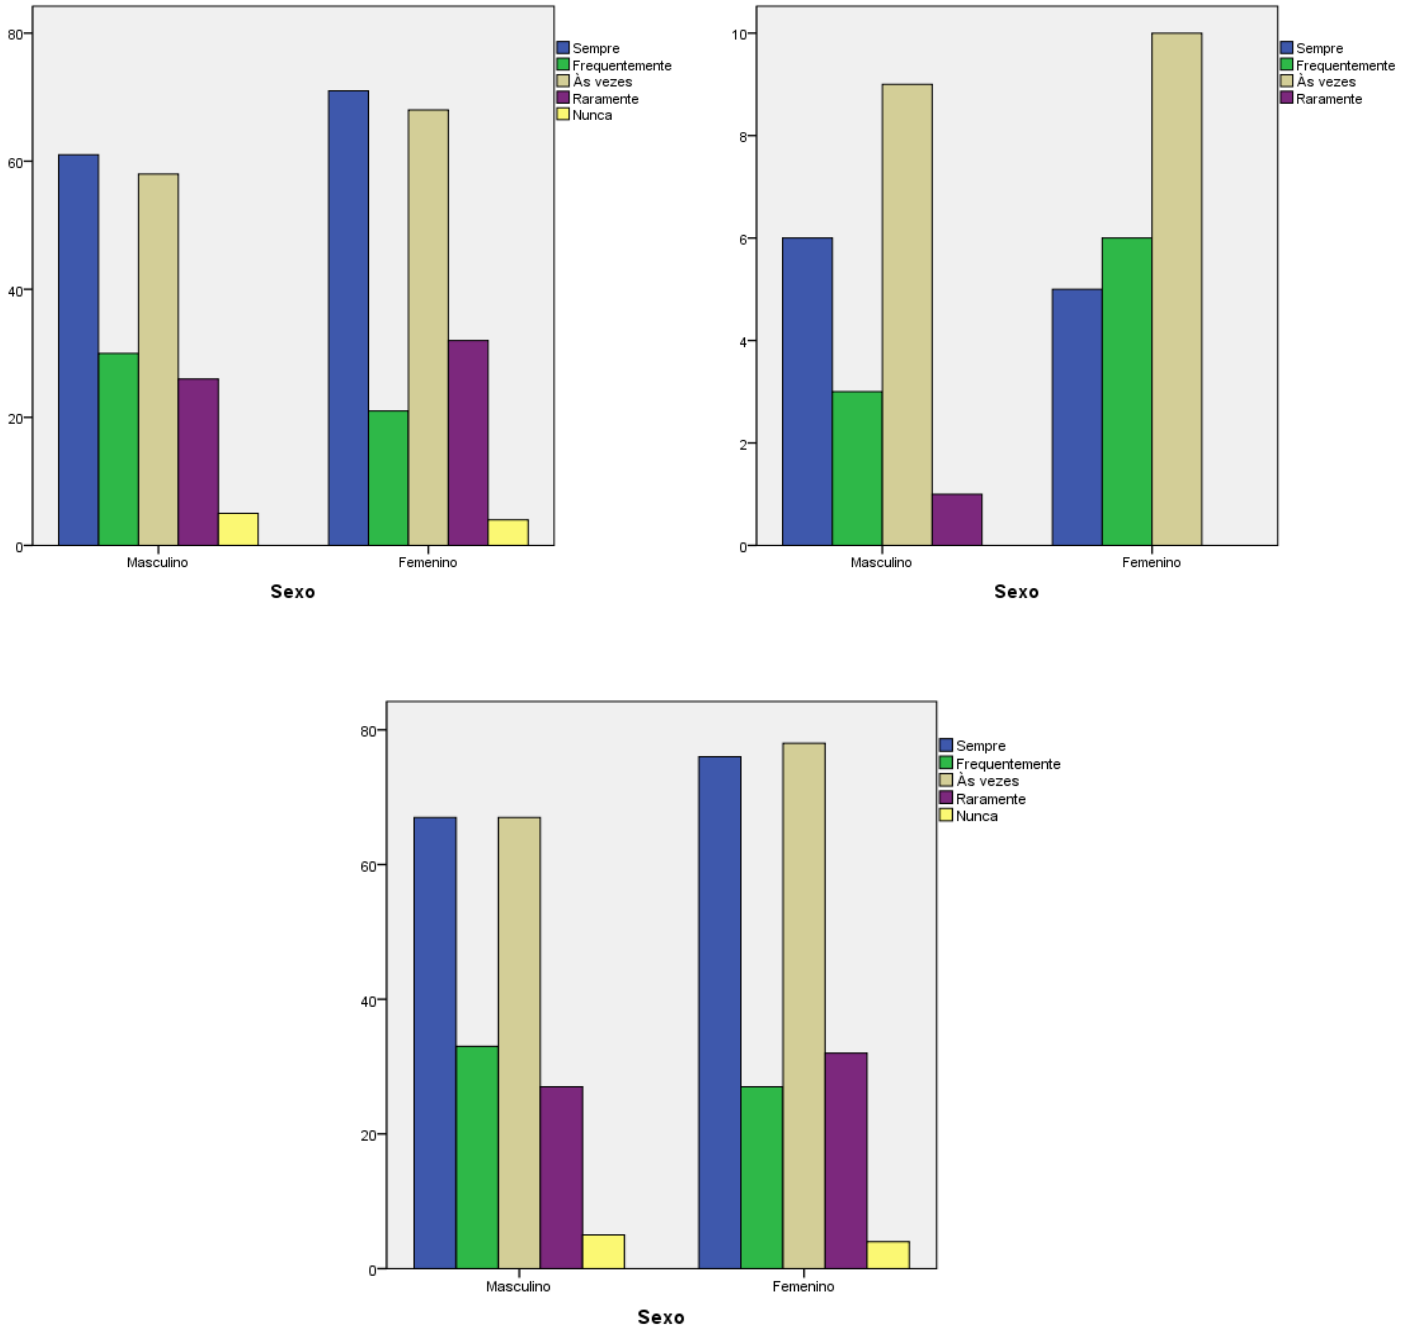 80
60
40
20
0
Masculino
Femenino
Sexo
Sempre
Frequentemente
Às vezes
Raramente
Nunca
10
8
6
4
2
0
Masculino
Femenino
Sexo
Sempre
Frequentemente
Às vezes
Raramente
80
60
40
20
0
Masculino
Femenino
Sexo
Sempre
Frequentemente
Às vezes
Raramente
Nunca